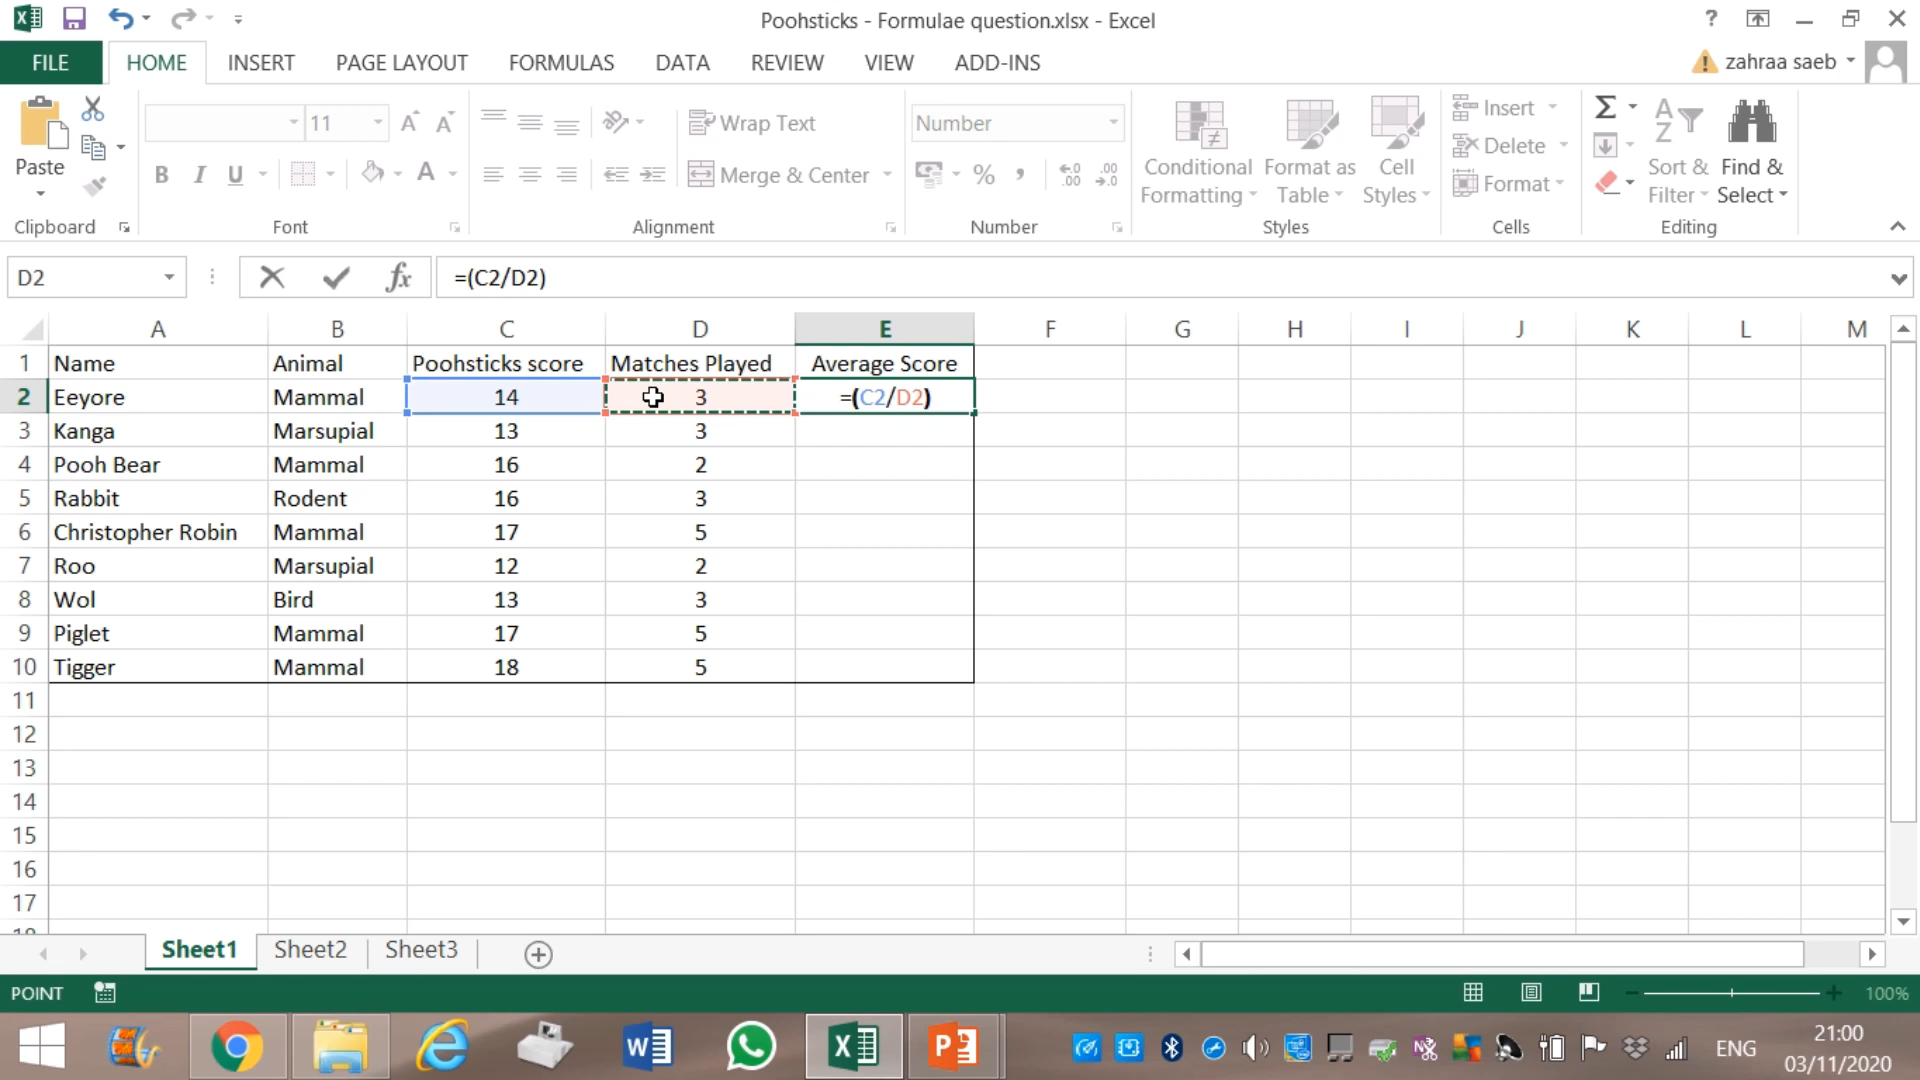 Poohsticks - Formulae question.xlsx - Excel
FILE HOME INSERT PAGE LAYOUT FORMULAS DATA REVIEW VIEW ADD-INS zahraa saeb
Paste
11
Wrap Text
Merge & Center
Number
Conditional Formatting
Format as Table
Cell Styles
Insert
Delete
Format
Sort & Filter
Find & Select
Clipboard Font Alignment Number Styles Cells Editing
D2 fx =(C2/D2)
A B C D E F G H I J K L M
1 Name Animal Poohsticks score Matches Played Average Score
2 Eeyore Mammal 14 3 =(C2/D2)
3 Kanga Marsupial 13 3
4 Pooh Bear Mammal 16 2
5 Rabbit Rodent 16 3
6 Christopher Robin Mammal 17 5
7 Roo Marsupial 12 2
8 Wol Bird 13 3
9 Piglet Mammal 17 5
10 Tigger Mammal 18 5
11
12
13
14
15
16
17
18
Sheet1 Sheet2 Sheet3
POINT 100%
ENG 21:00
03/11/2020